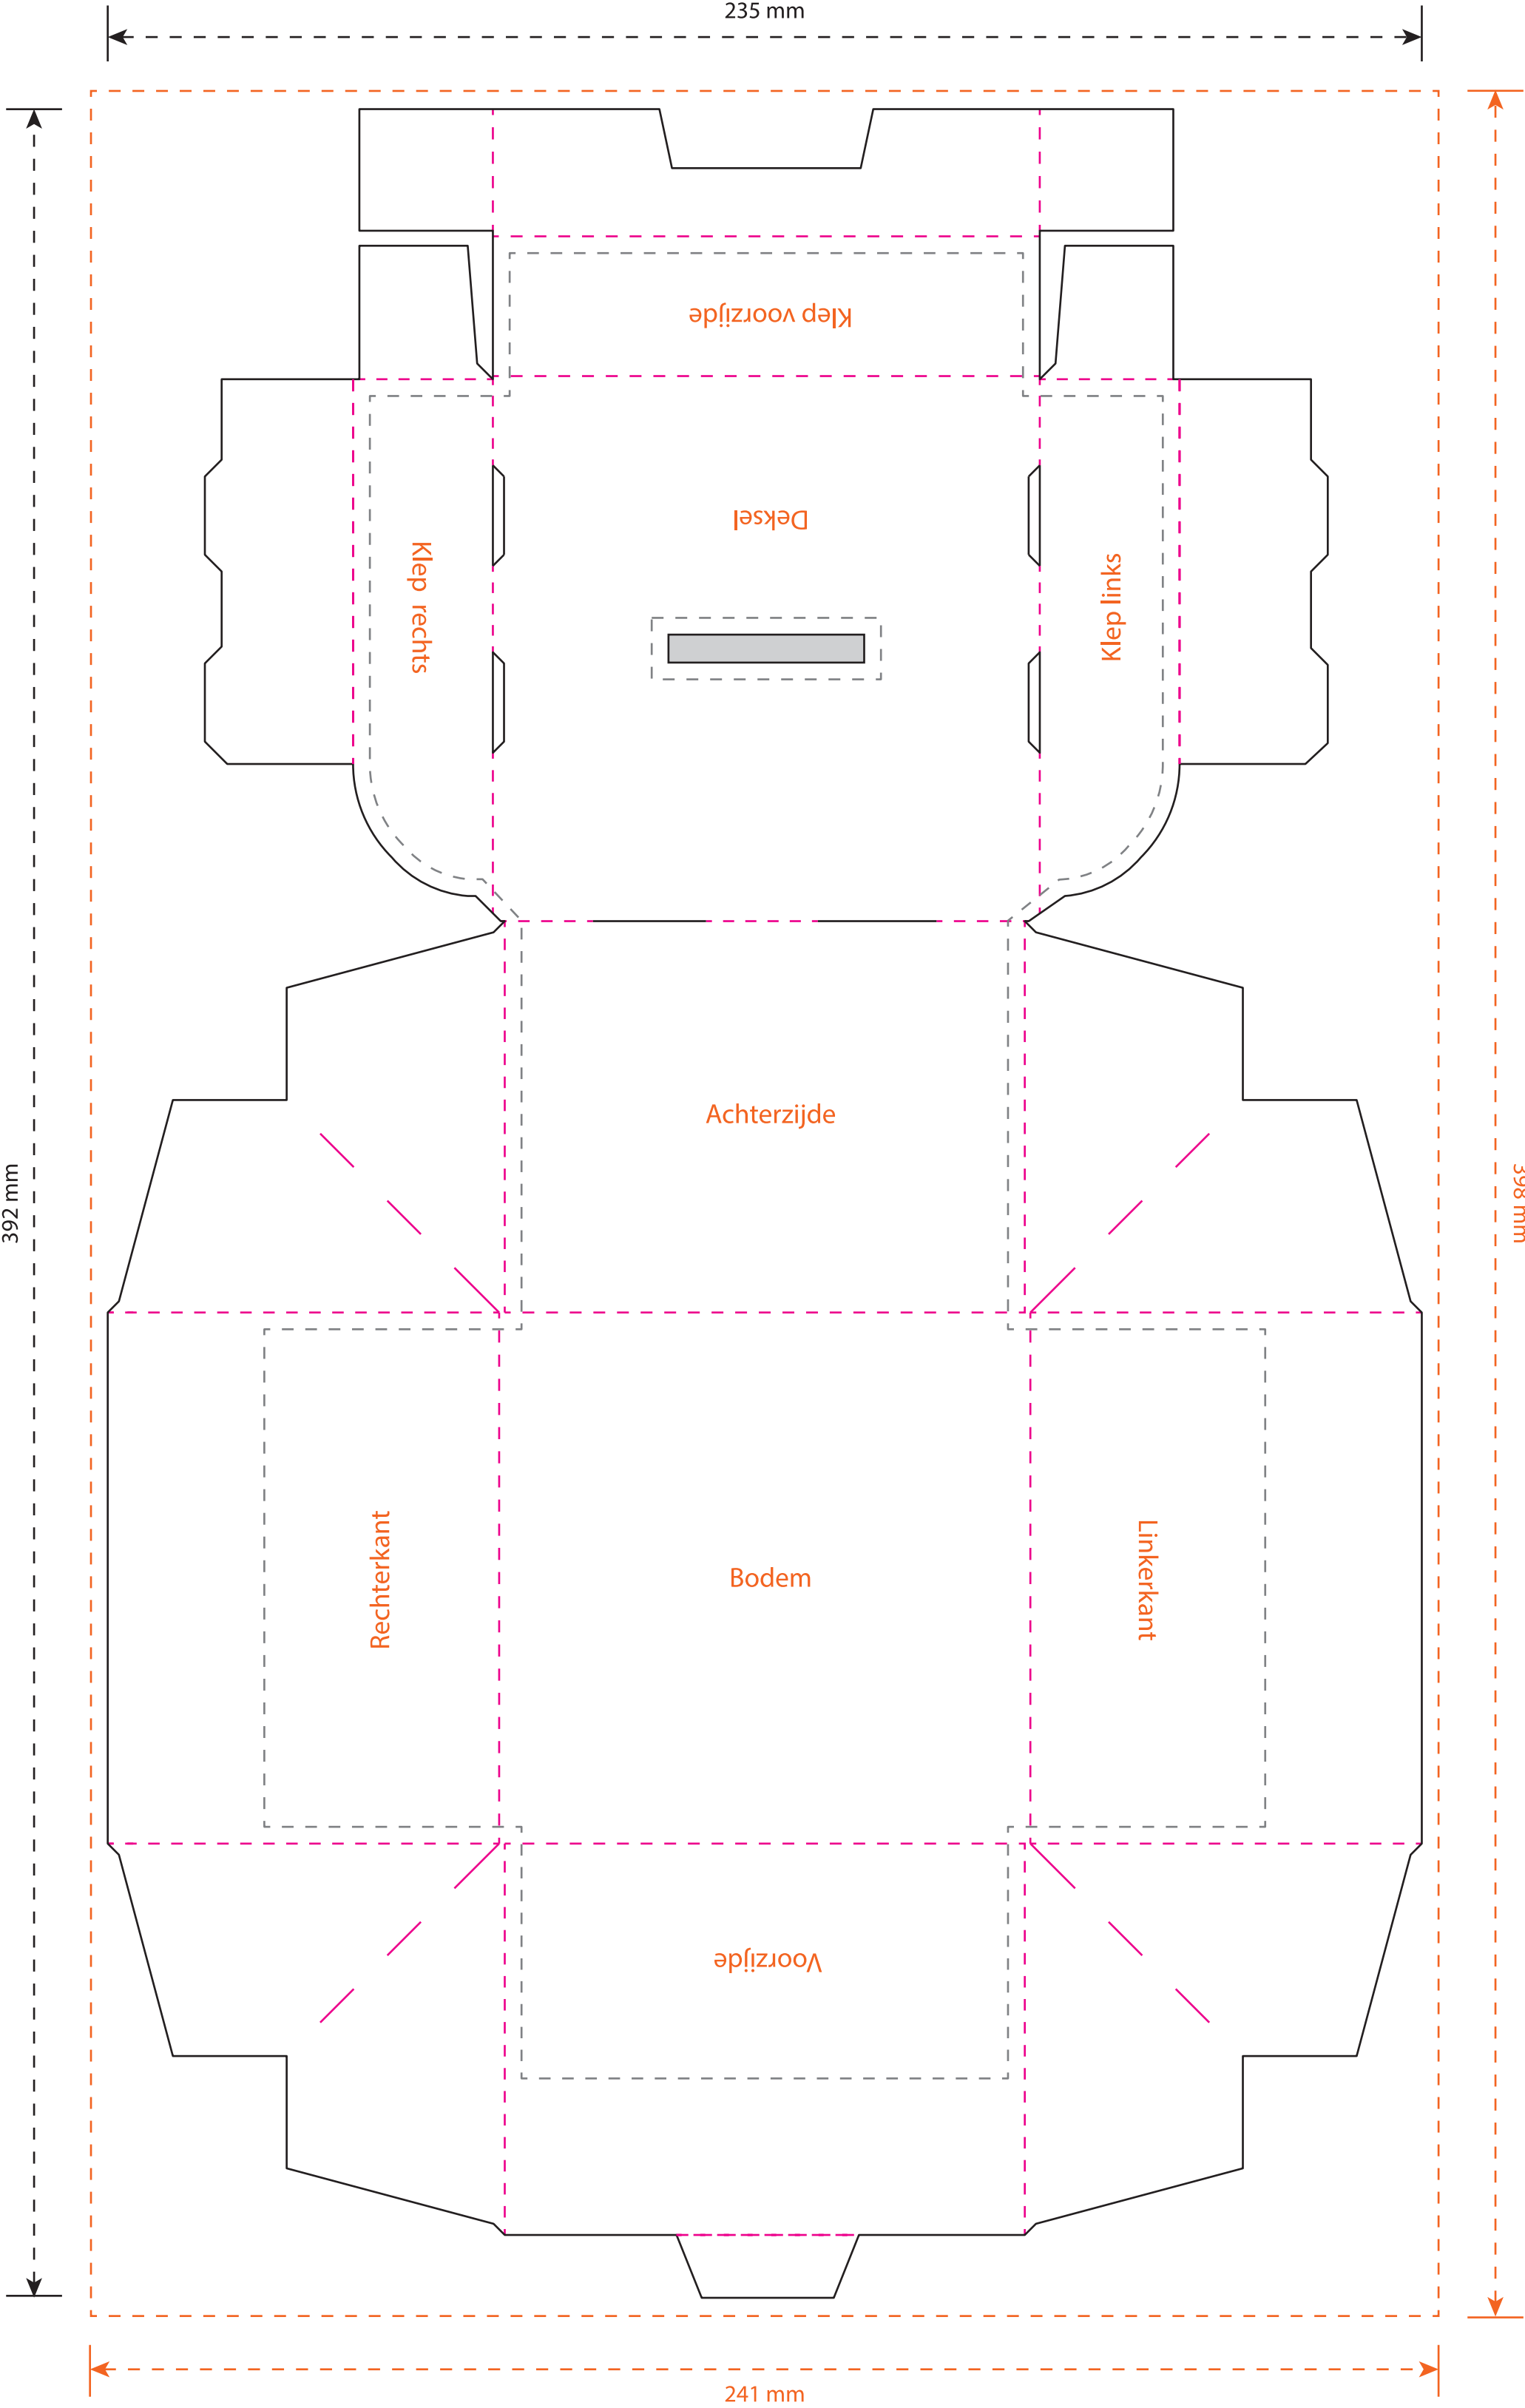 235 mm
Klep voorzijde
Deksel
Klep rechts
Klep links
Achterzijde
392 mm
398 mm
Rechterkant
Bodem
Linkerkant
Voorzijde
241 mm